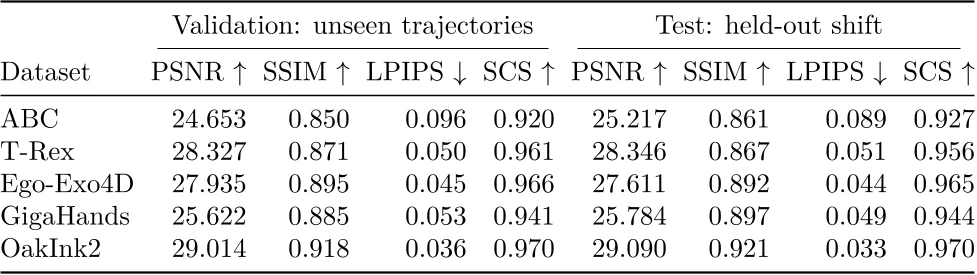 Validation: unseen trajectories Test: held-out shift
Dataset PSNR ↑ SSIM ↑ LPIPS ↓ SCS ↑ PSNR ↑ SSIM ↑ LPIPS ↓ SCS ↑
ABC 24.653 0.850 0.096 0.920 25.217 0.861 0.089 0.927
T-Rex 28.327 0.871 0.050 0.961 28.346 0.867 0.051 0.956
Ego-Exo4D 27.935 0.895 0.045 0.966 27.611 0.892 0.044 0.965
GigaHands 25.622 0.885 0.053 0.941 25.784 0.897 0.049 0.944
OakInk2 29.014 0.918 0.036 0.970 29.090 0.921 0.033 0.970